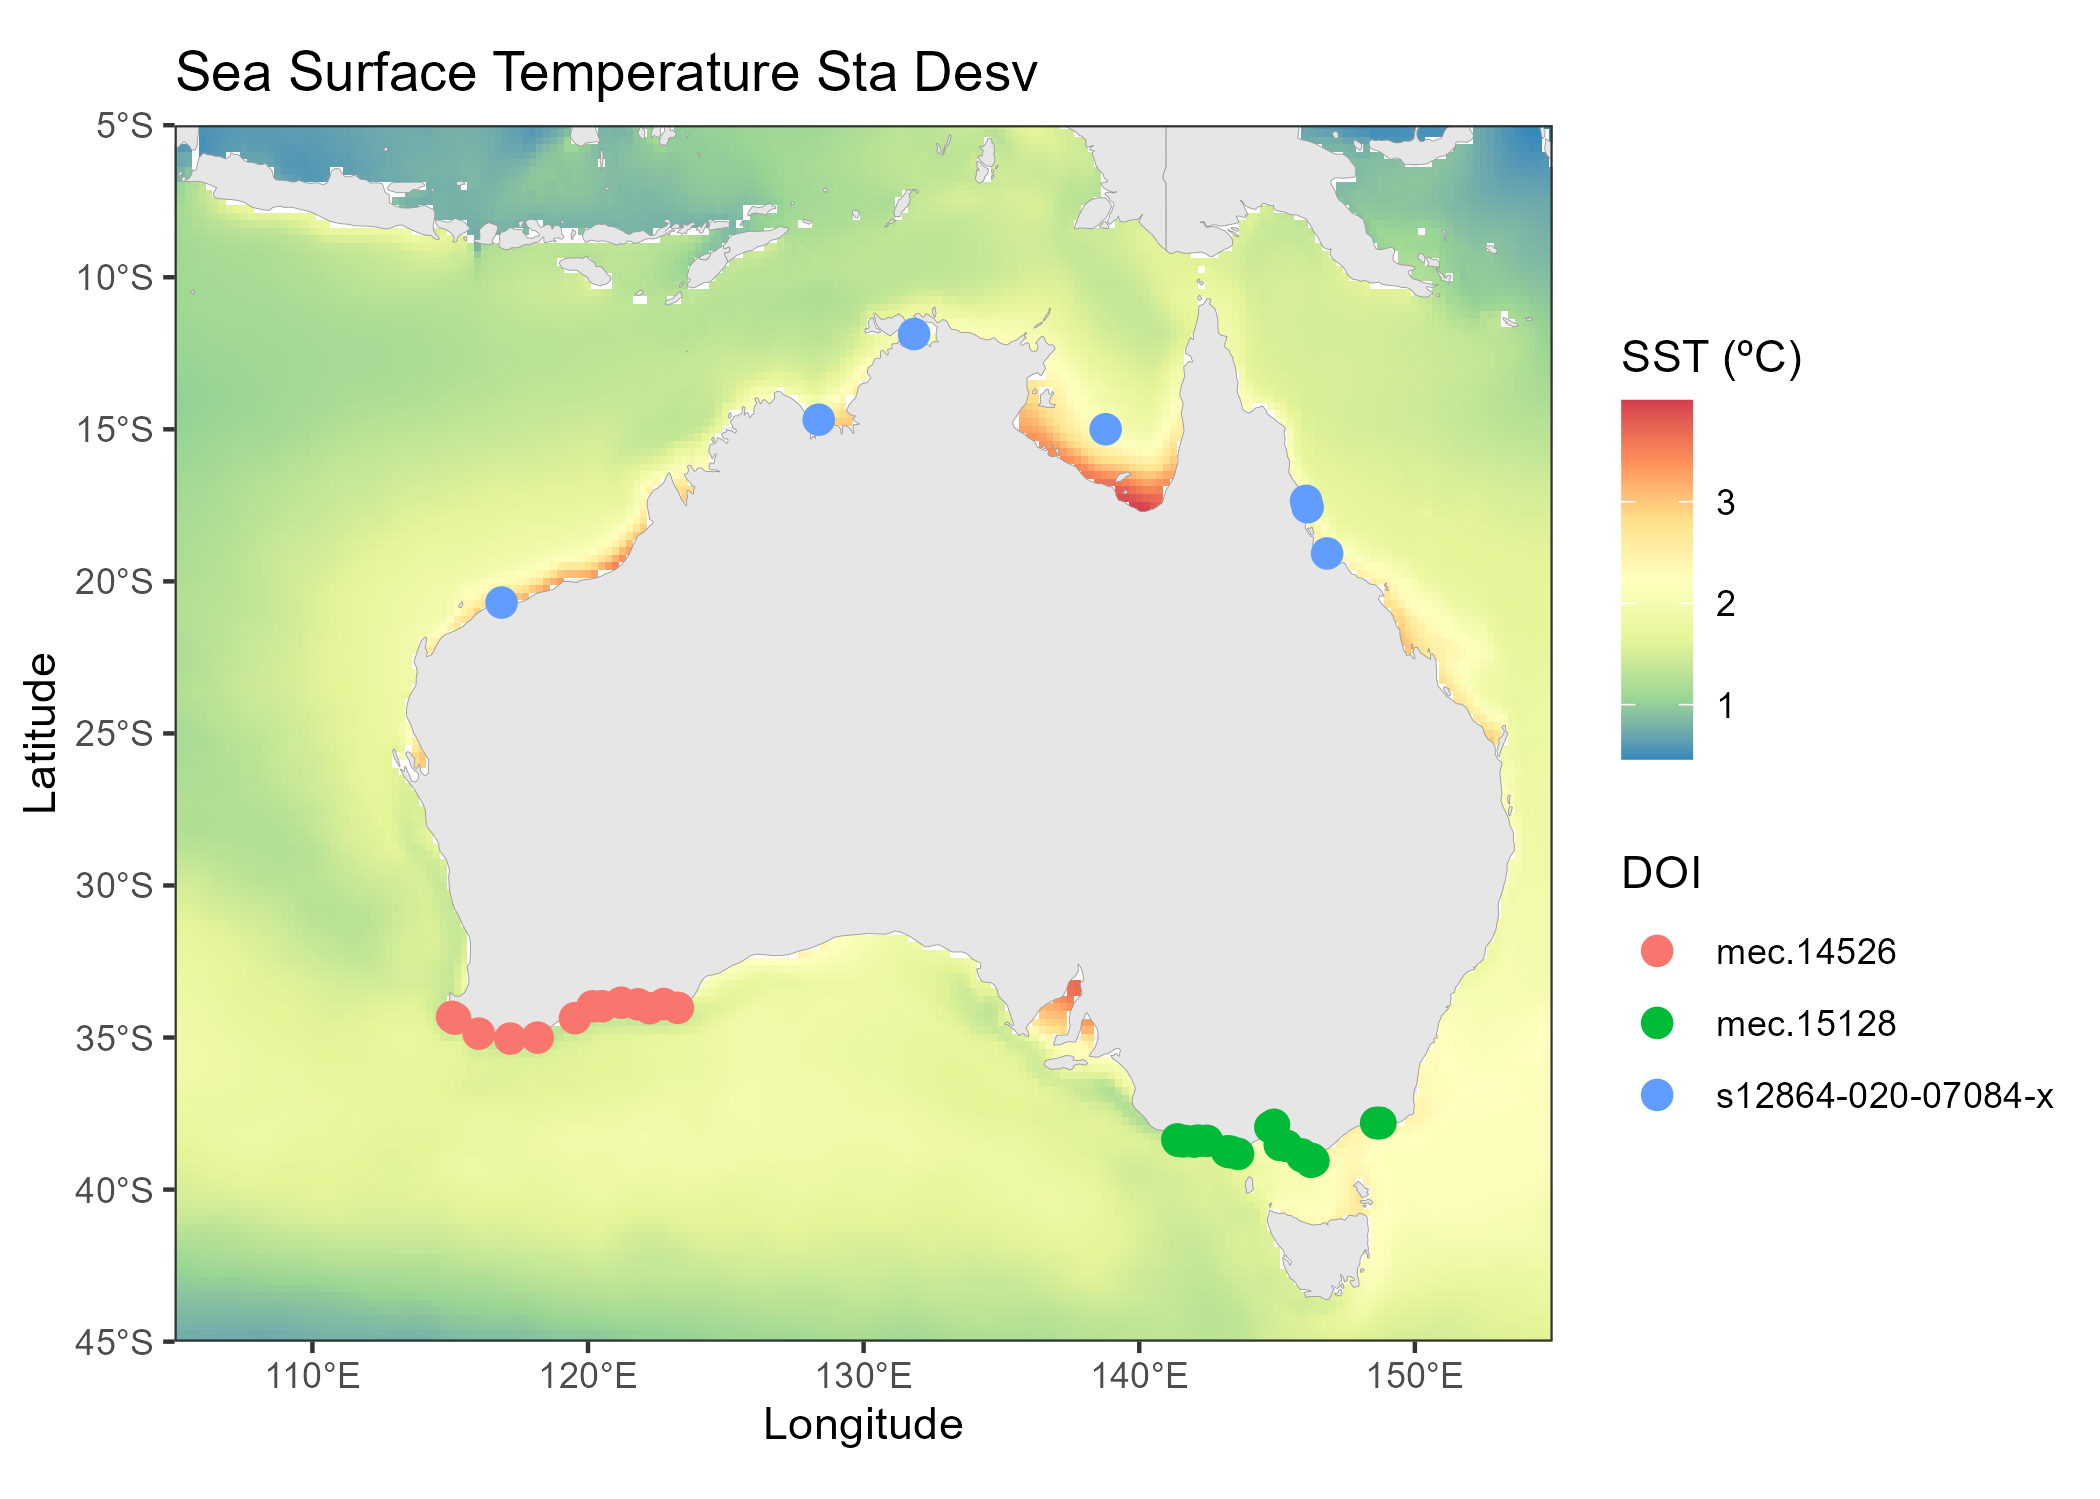 Sea Surface Temperature Sta Desv
5°S
10°S
15°S
20°S
25°S
30°S
35°S
40°S
45°S
Latitude
110°E 120°E 130°E 140°E 150°E
Longitude
SST (ºC)
3
2
1
DOI
mec.14526
mec.15128
s12864-020-07084-x